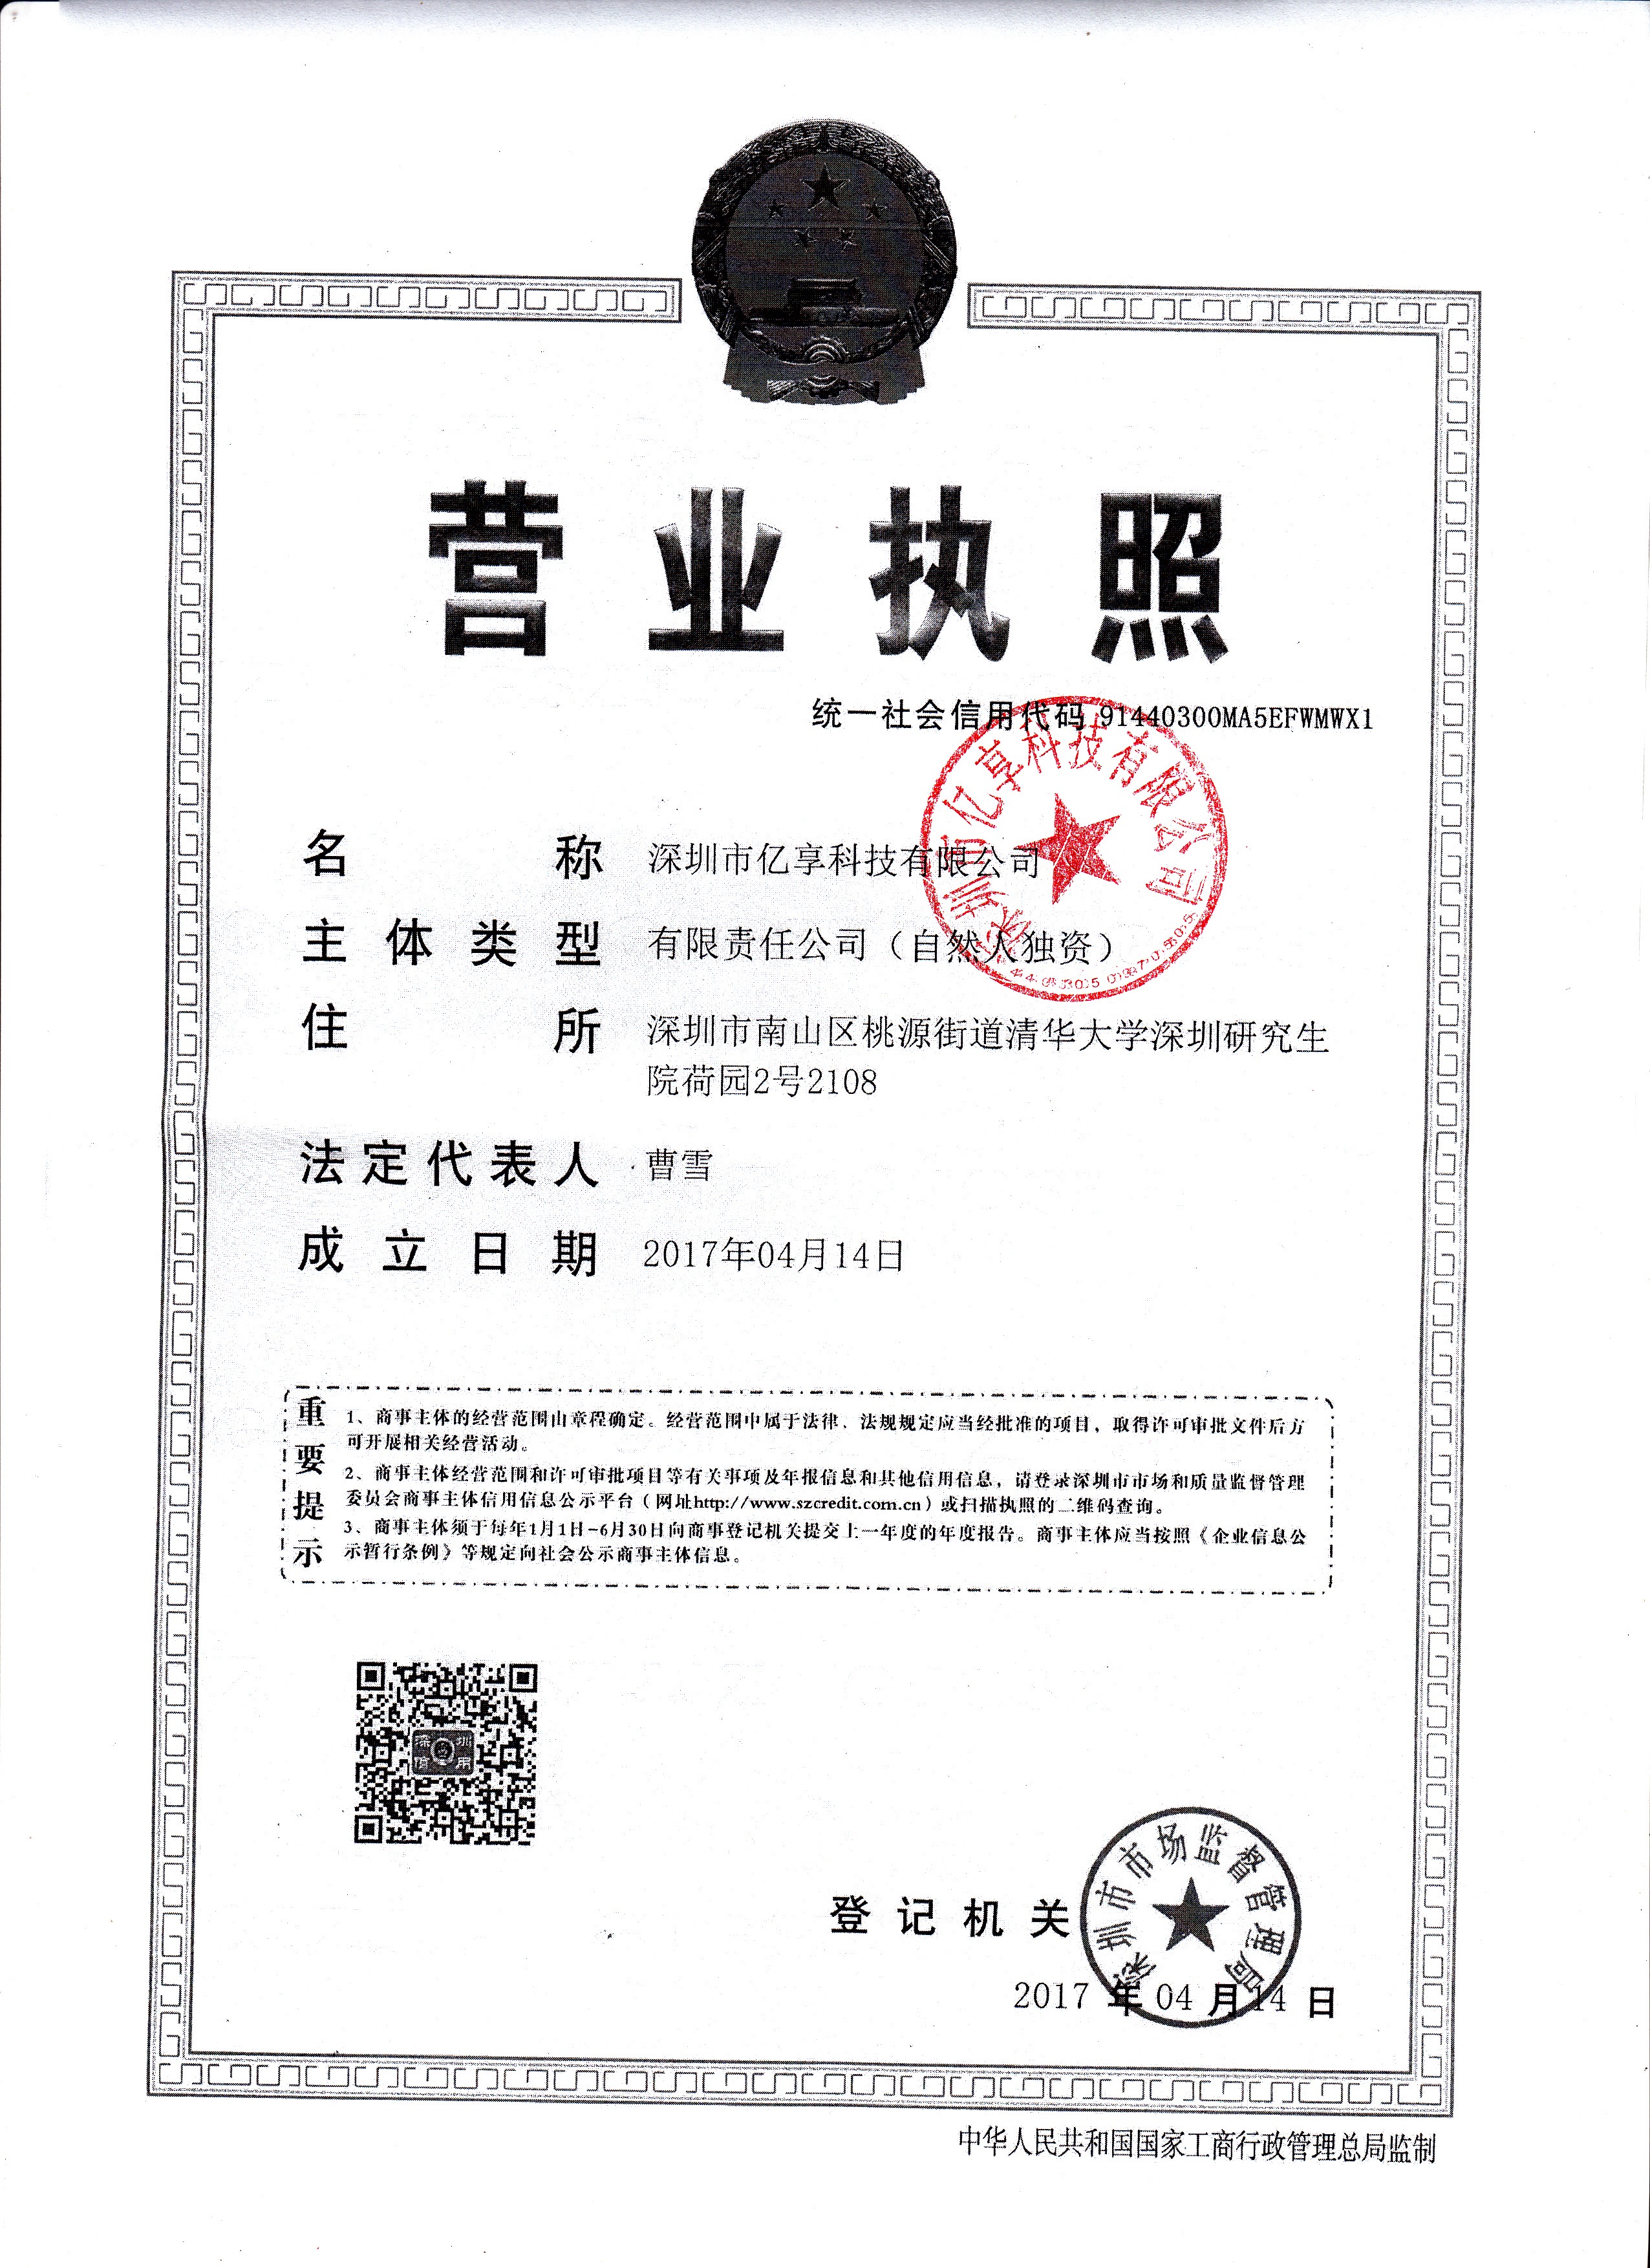 营业执照
统一社会信用代码 91440300MA5EFWMWX1
深圳市亿享科技有限公司
名称 深圳市亿享科技有限公司
主体类型 有限责任公司（自然人独资）
住所 深圳市南山区桃源街道清华大学深圳研究生
院荷园2号2108
法定代表人 曹雪
成立日期 2017年04月14日
重要提示
1、商事主体的经营范围由章程确定。经营范围中属于法律、法规规定应当经批准的项目，取得许可审批文件后方
可开展相关经营活动。
2、商事主体经营范围和许可审批项目等有关事项及年报信息和其他信用信息，请登录深圳市市场和质量监督管理
委员会商事主体信用信息公示平台（网址http://www.szcredit.com.cn）或扫描执照的二维码查询。
3、商事主体须于每年1月1日-6月30日向商事登记机关提交上一年度的年度报告。商事主体应当按照《企业信息公
示暂行条例》等规定向社会公示商事主体信息。
深圳信用
登记机关
深圳市市场监督管理局
2017 年 04 月 14 日
中华人民共和国国家工商行政管理总局监制